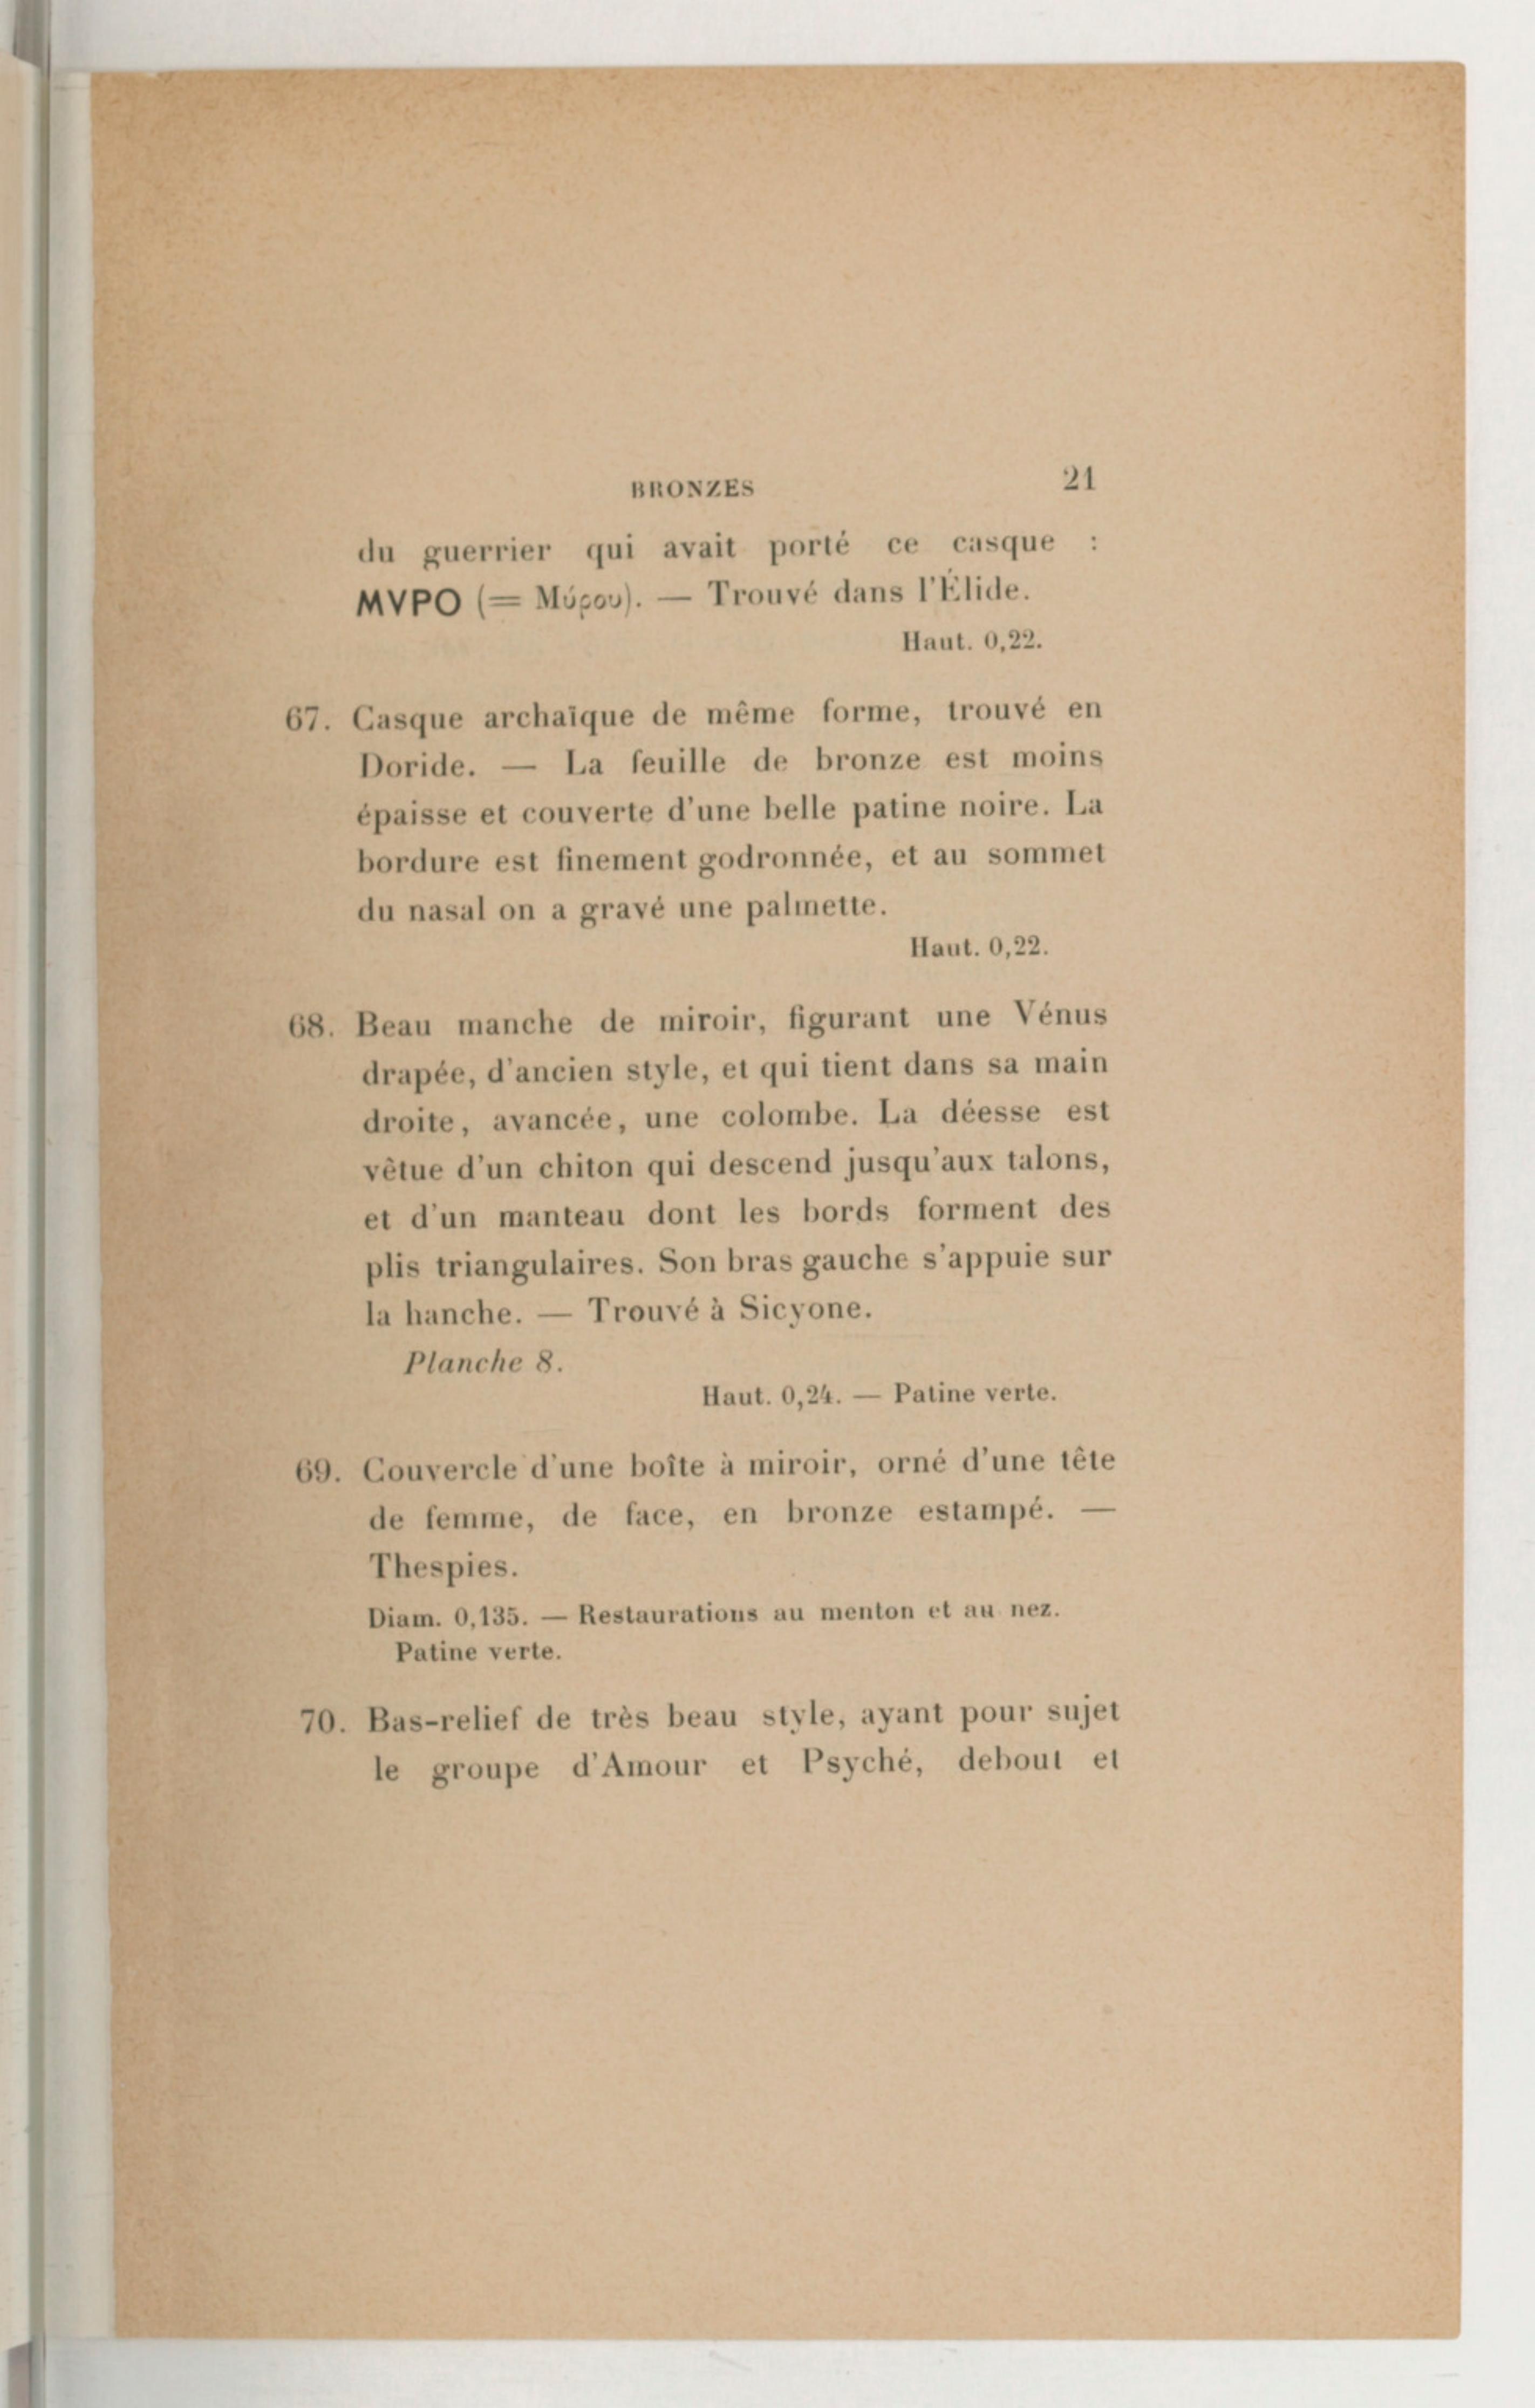 BRONZES 21
du guerrier qui avait porté ce casque :
MVPO (= Μύρου). — Trouvé dans l'Élide.
Haut. 0,22.
67. Casque archaïque de même forme, trouvé en
Doride. — La feuille de bronze est moins
épaisse et couverte d'une belle patine noire. La
bordure est finement godronnée, et au sommet
du nasal on a gravé une palmette.
Haut. 0,22.
68. Beau manche de miroir, figurant une Vénus
drapée, d'ancien style, et qui tient dans sa main
droite, avancée, une colombe. La déesse est
vêtue d'un chiton qui descend jusqu'aux talons,
et d'un manteau dont les bords forment des
plis triangulaires. Son bras gauche s'appuie sur
la hanche. — Trouvé à Sicyone.
Planche 8.
Haut. 0,24. — Patine verte.
69. Couvercle d'une boîte à miroir, orné d'une tête
de femme, de face, en bronze estampé. —
Thespies.
Diam. 0,135. — Restaurations au menton et au nez.
Patine verte.
70. Bas-relief de très beau style, ayant pour sujet
le groupe d'Amour et Psyché, debout et